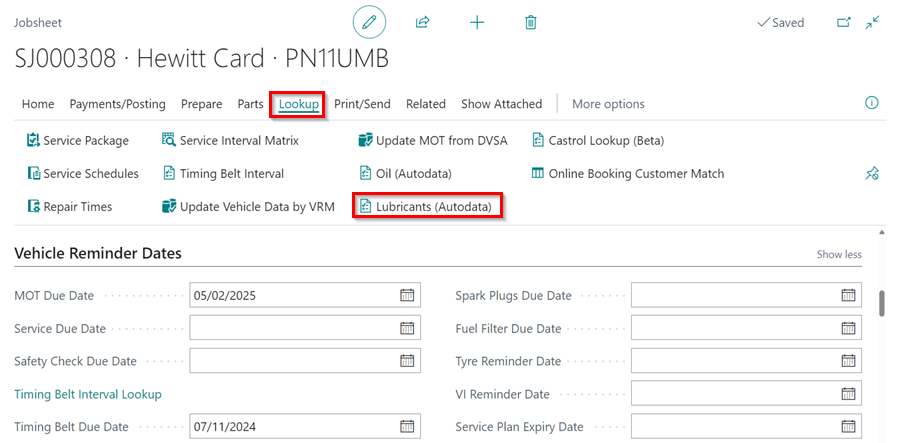 Jobsheet
Saved
SJ000308 · Hewitt Card · PN11UMB
Home Payments/Posting Prepare Parts Lookup Print/Send Related Show Attached More options
Service Package Service Interval Matrix Update MOT from DVSA Castrol Lookup (Beta)
Service Schedules Timing Belt Interval Oil (Autodata) Online Booking Customer Match
Repair Times Update Vehicle Data by VRM Lubricants (Autodata)
Vehicle Reminder Dates Show less
MOT Due Date 05/02/2025 Spark Plugs Due Date
Service Due Date Fuel Filter Due Date
Safety Check Due Date Tyre Reminder Date
Timing Belt Interval Lookup VI Reminder Date
Timing Belt Due Date 07/11/2024 Service Plan Expiry Date